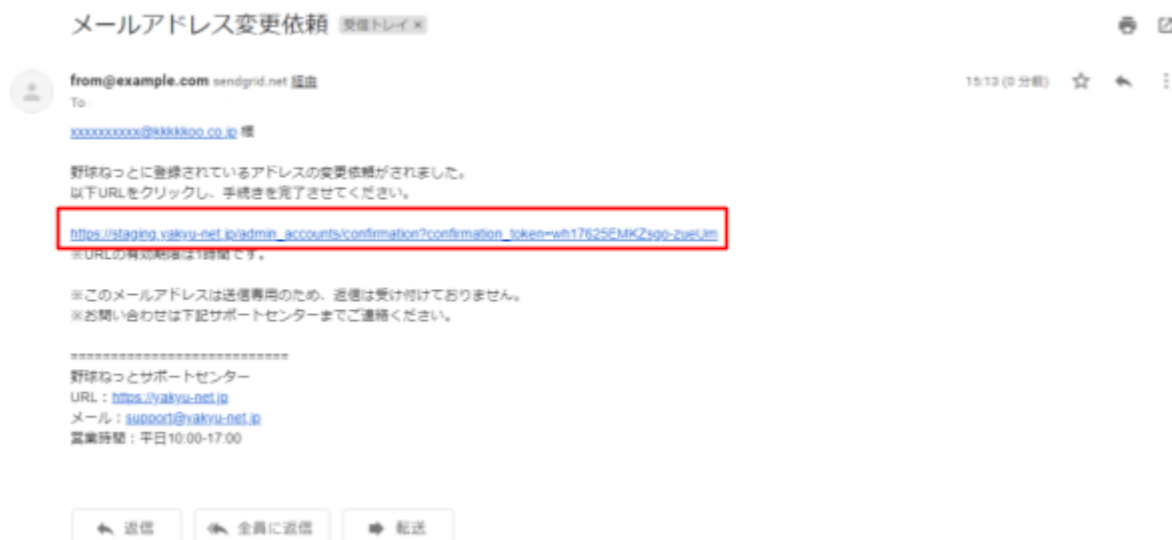 メールアドレス変更依頼 受信トレイ ×
from@example.com sendgrid.net 経由
15:13 (0 分前)
To
xxxxxxxxxx@kkkkkoo.co.jp 様
野球ねっとに登録されているアドレスの変更依頼がされました。
以下URLをクリックし、手続きを完了させてください。
https://staging.yakyu-net.jp/admin_accounts/confirmation?confirmation_token=wh17625EMKZsgo-zueUm
※URLの有効期限は1時間です。
※このメールアドレスは送信専用のため、返信は受け付けておりません。
※お問い合わせは下記サポートセンターまでご連絡ください。
===========================
野球ねっとサポートセンター
URL：https://yakyu-net.jp
メール：support@yakyu-net.jp
営業時間：平日10:00-17:00
返信 全員に返信 転送